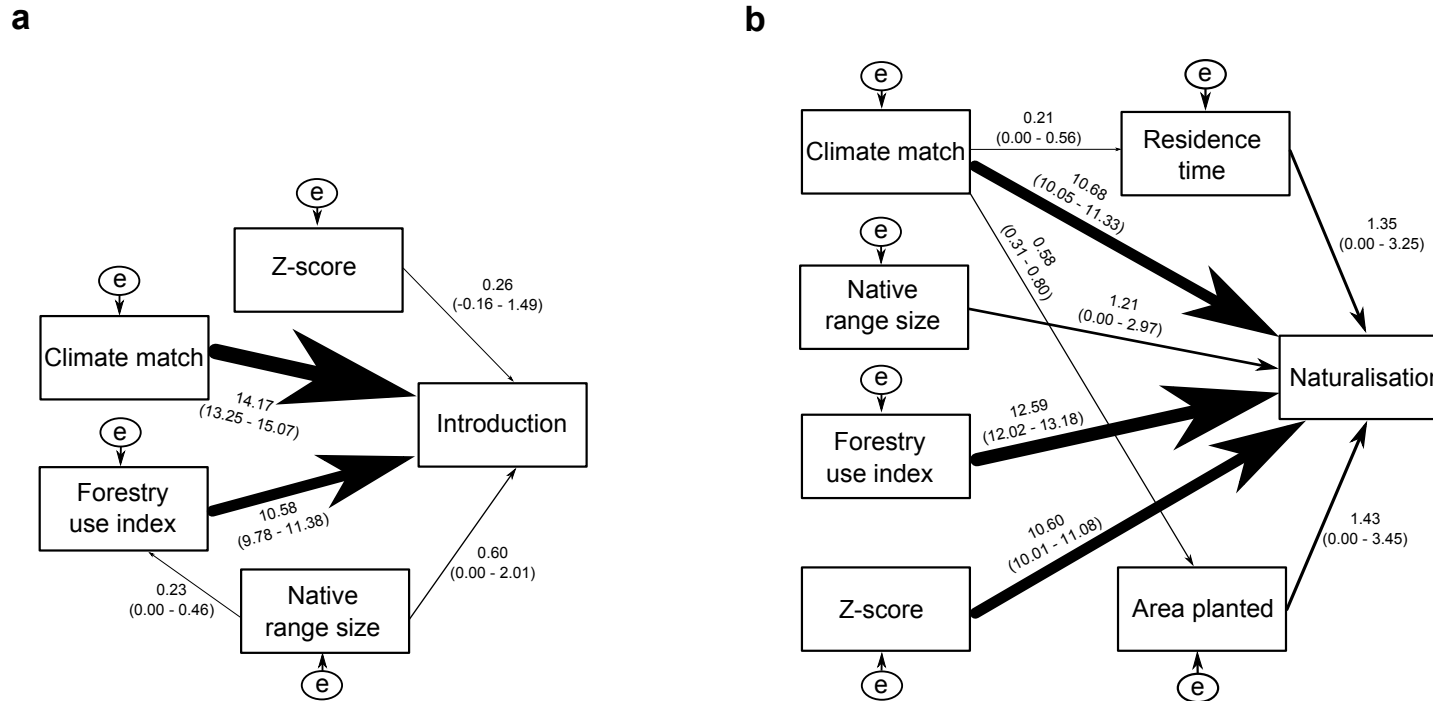 a
e
Z-score
0.26
(-0.16 - 1.49)
e
Climate match
14.17
(13.25 - 15.07)
Introduction
e
Forestry
use index
10.58
(9.78 - 11.38)
0.23
(0.00 - 0.46)
0.60
(0.00 - 2.01)
Native
range size
e
b
e
Climate match
0.21
(0.00 - 0.56)
e
Residence
time
10.68
(10.05 - 11.33)
0.58
(0.31 - 0.80)
1.35
(0.00 - 3.25)
e
Native
range size
1.21
(0.00 - 2.97)
Naturalisation
e
Forestry
use index
12.59
(12.02 - 13.18)
10.60
(10.01 - 11.08)
1.43
(0.00 - 3.45)
Z-score
e
Area planted
e